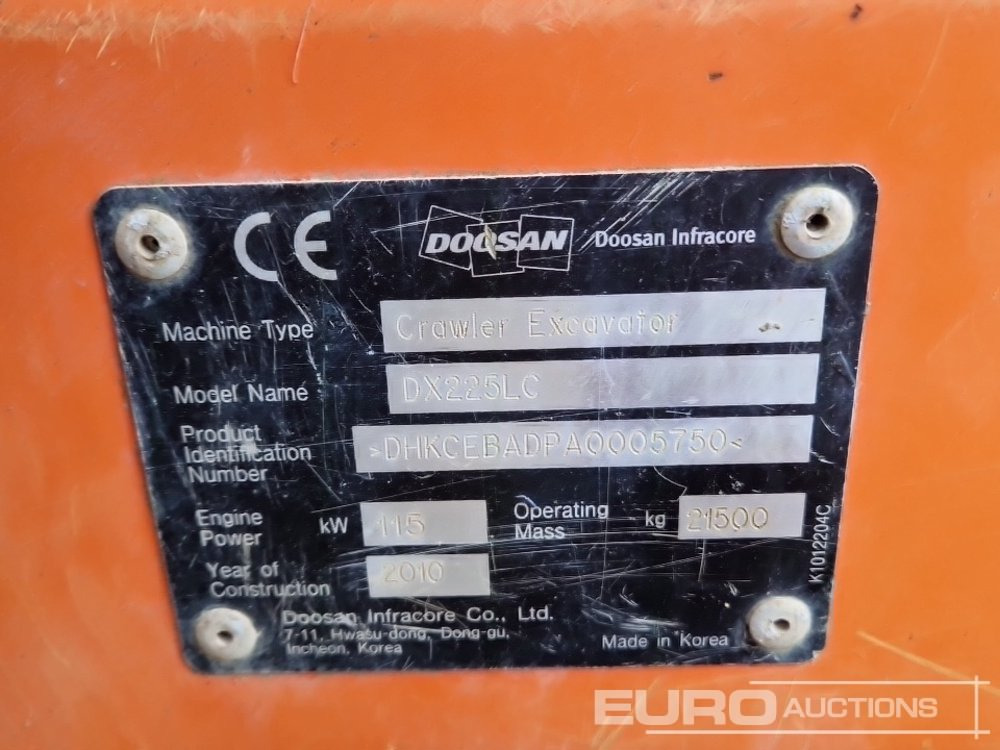 CE DOOSAN Doosan Infracore
Machine Type Crawler Excavator
Model Name DX225LC
Product
Identification
Number
>DHKCEBADPA0005750<
Engine
Power
kW 115
Operating
Mass
kg 21500
Year of
Construction
2010
Doosan Infracore Co., Ltd.
7-11, Hwasu-dong, Dong-gu,
Incheon, Korea
Made in Korea
K1012204C
EURO AUCTIONS